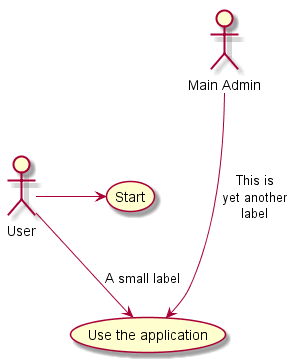 Main Admin
This is
yet another
label
Start
User
A small label
Use the application